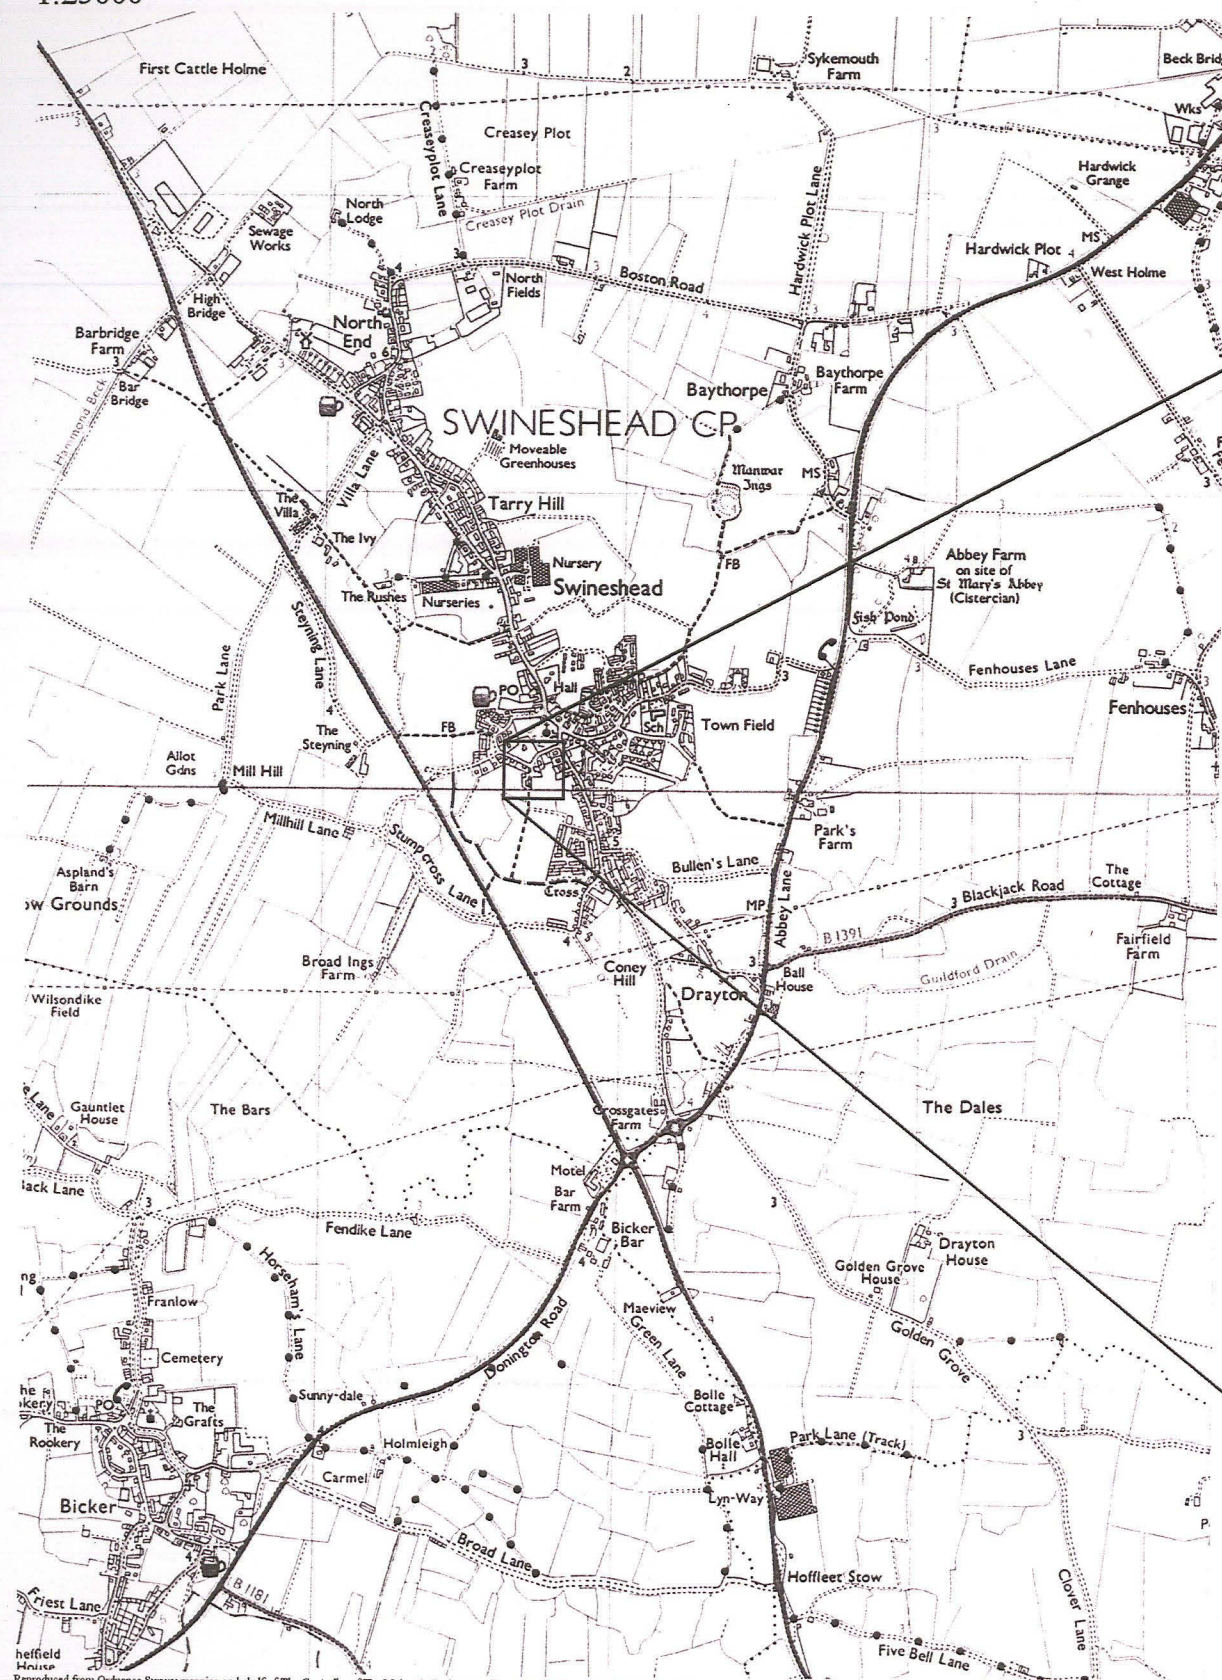 1:25000
First Cattle Holme
3
2
Sykemouth
Farm
4
Beck Brid
Wks
Creasey Plot
Creaseyplot Lane
Creaseyplot
Farm
Creasey Plot Drain
Hardwick Plot Lane
Hardwick
Grange
MS
Hardwick Plot
West Holme
North
Lodge
Sewage
Works
North
Fields
Boston Road
High
Bridge
North
End
Barbridge
Farm
Bar
Bridge
Hammond Beck
Baythorpe
Baythorpe
Farm
SWINESHEAD CP
Moveable
Greenhouses
Manwar
Ings
MS
Villa Lane
The
Villa
The Ivy
Tarry Hill
Nursery
Swineshead
The Rushes
Nurseries
FB
Abbey Farm
on site of
St Mary's Abbey
(Cistercian)
Fish Pond
Fenhouses Lane
Fenhouses
Park Lane
Steyning Lane
PO
Hall
Sch
Town Field
The
Steyning
FB
Allot
Gdns
Mill Hill
Millhill Lane
Stumpcross Lane
Park's
Farm
Bullen's Lane
Cross
Aspland's
Barn
ow Grounds
MP
Abbey Lane
Blackjack Road
The
Cottage
B 1391
Fairfield
Farm
Broad Ings
Farm
Coney
Hill
Ball
House
Guildford Drain
Drayton
Wilsondike
Field
e Lane
Gauntlet
House
The Bars
Crossgates
Farm
The Dales
Motel
Bar
Farm
Back Lane
Fendike Lane
Bicker
Bar
Drayton
House
Golden Grove
House
Horseham's Lane
Franlow
Maeview
Green Lane
Golden Grove
Donington Road
Cemetery
Sunny-dale
Bolle
Cottage
he
okery
PO
The
Grafts
The
Rookery
Holmleigh
Bolle
Hall
Park Lane (Track)
Carmel
Lyn-Way
Bicker
Broad Lane
Hoffleet Stow
Clover Lane
B 1181
Friest Lane
heffield
House
Five Bell Lane